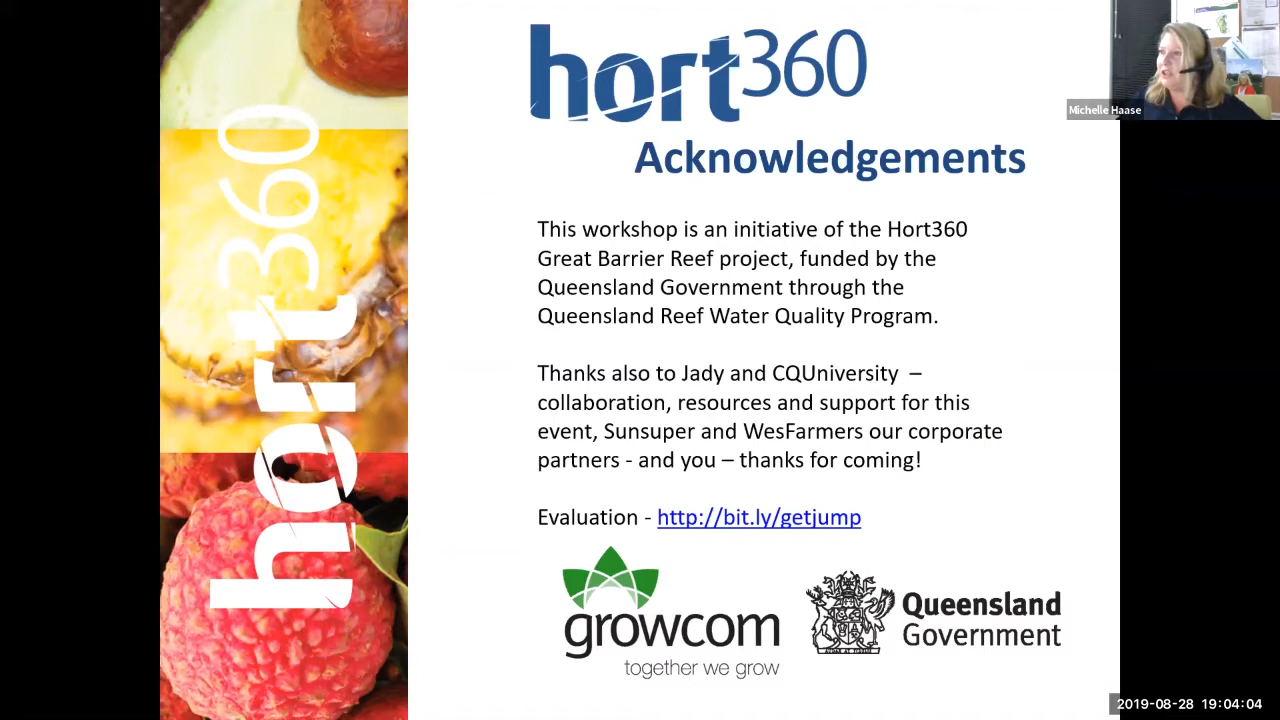 hort360
hort360
Acknowledgements
Michelle Haase
This workshop is an initiative of the Hort360
Great Barrier Reef project, funded by the
Queensland Government through the
Queensland Reef Water Quality Program.
Thanks also to Jady and CQUniversity –
collaboration, resources and support for this
event, Sunsuper and WesFarmers our corporate
partners - and you – thanks for coming!
Evaluation - http://bit.ly/getjump
growcom
together we grow
Queensland
Government
2019-08-28 19:04:04